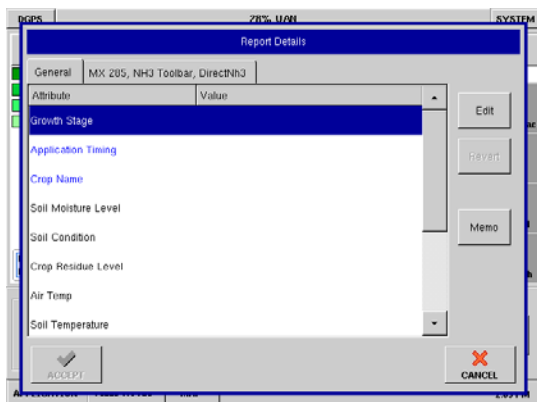 DGPS 28% UAN SYSTEM
Report Details
General MX 285, NH3 Toolbar, DirectNh3
Attribute Value
Growth Stage
Edit
Application Timing
Revert
Crop Name
Soil Moisture Level
Memo
Soil Condition
Crop Residue Level
Air Temp
Soil Temperature
ACCEPT
CANCEL